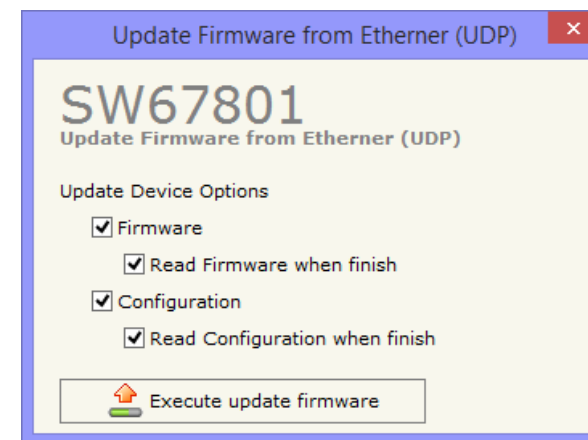 Update Firmware from Etherner (UDP)
SW67801
Update Firmware from Etherner (UDP)
Update Device Options
Firmware
Read Firmware when finish
Configuration
Read Configuration when finish
Execute update firmware